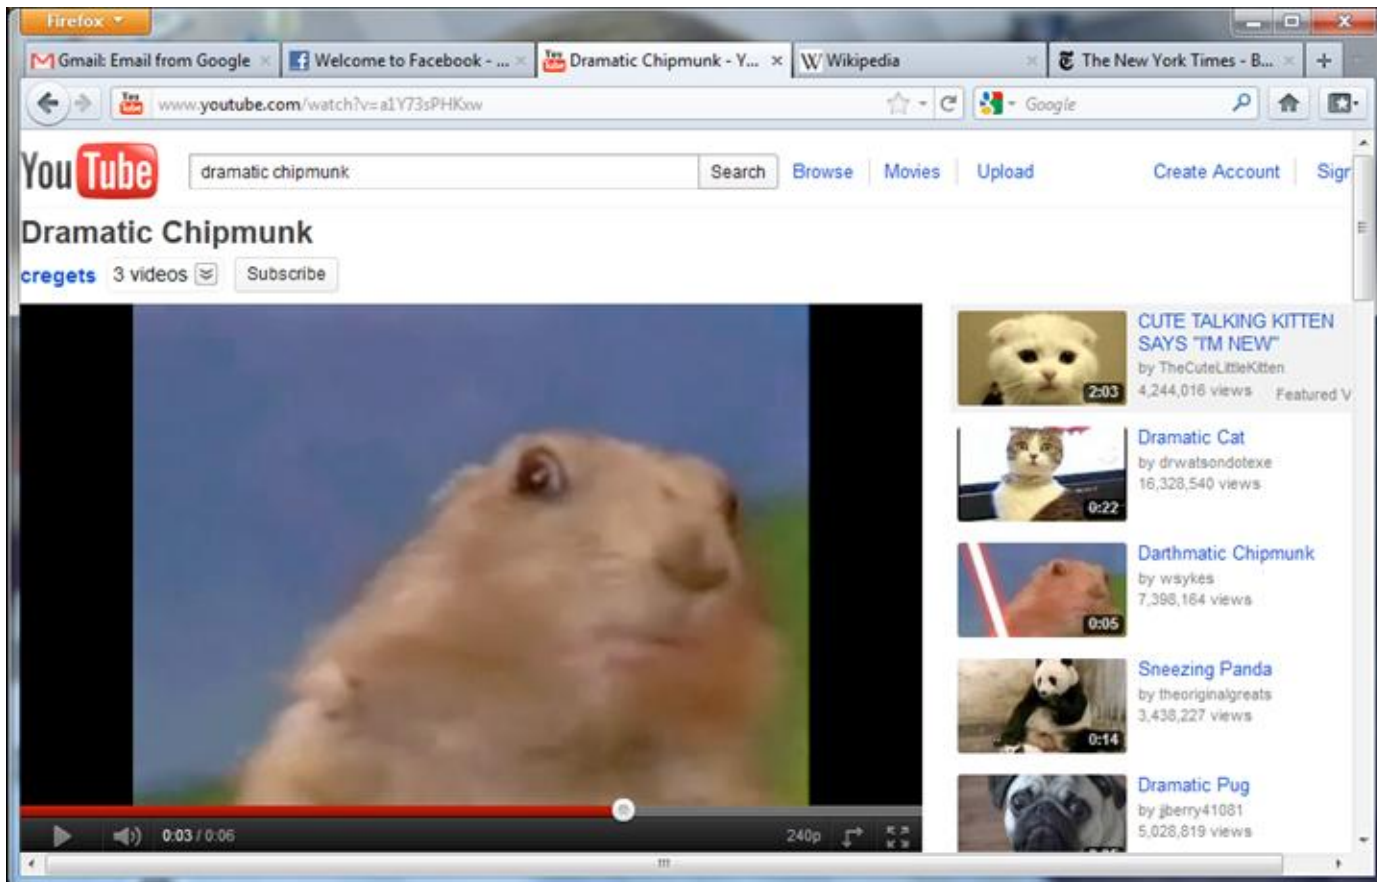 Firefox
Gmail: Email from Google
Welcome to Facebook - ...
Dramatic Chipmunk - Y...
Wikipedia
The New York Times - B...
www.youtube.com/watch?v=a1Y73sPHKxw
Google
YouTube
dramatic chipmunk
Search
Browse
Movies
Upload
Create Account
Sigr
Dramatic Chipmunk
cregets 3 videos Subscribe
CUTE TALKING KITTEN
SAYS "I'M NEW"
by TheCuteLittleKitten
4,244,016 views Featured V
2:03
Dramatic Cat
by drwatsondotexe
16,328,540 views
0:22
Darthmatic Chipmunk
by wsykes
7,398,164 views
0:05
Sneezing Panda
by theoriginalgreats
3,438,227 views
0:14
Dramatic Pug
by jjberry41081
5,028,819 views
0:03 / 0:06
240p